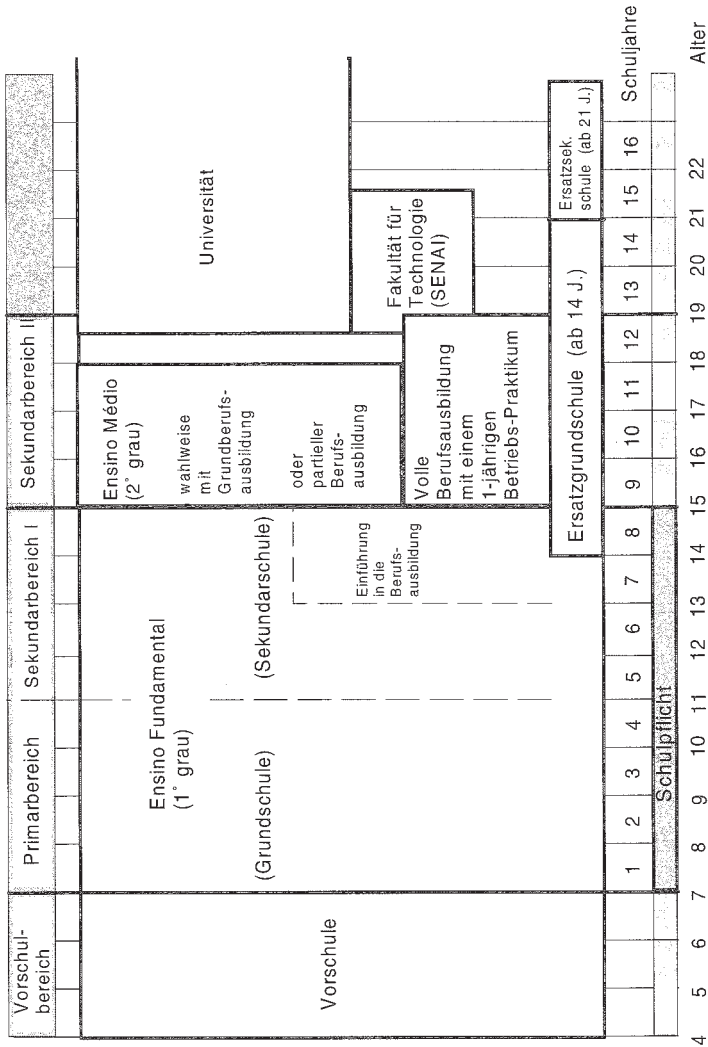 Vorschul-
bereich
Primarbereich
Sekundarbereich I
Sekundarbereich II
Vorschule
Ensino Fundamental
(1° grau)
(Grundschule)
(Sekundarschule)
Einführung
in die
Berufs-
ausbildung
Ensino Médio
(2° grau)
wahlweise
mit
Grundberufs-
ausbildung
oder
partieller
Berufs-
ausbildung
Volle
Berufsausbildung
mit einem
1-jährigen
Betriebs-Praktikum
Universität
Fakultät für
Technologie
(SENAI)
Ersatzgrundschule (ab 14 J.)
Ersatzsek.
schule (ab 21 J.)
1 2 3 4 5 6 7 8 9 10 11 12 13 14 15 16 Schuljahre
Schulpflicht
4 5 6 7 8 9 10 11 12 13 14 15 16 17 18 19 20 21 22 Alter